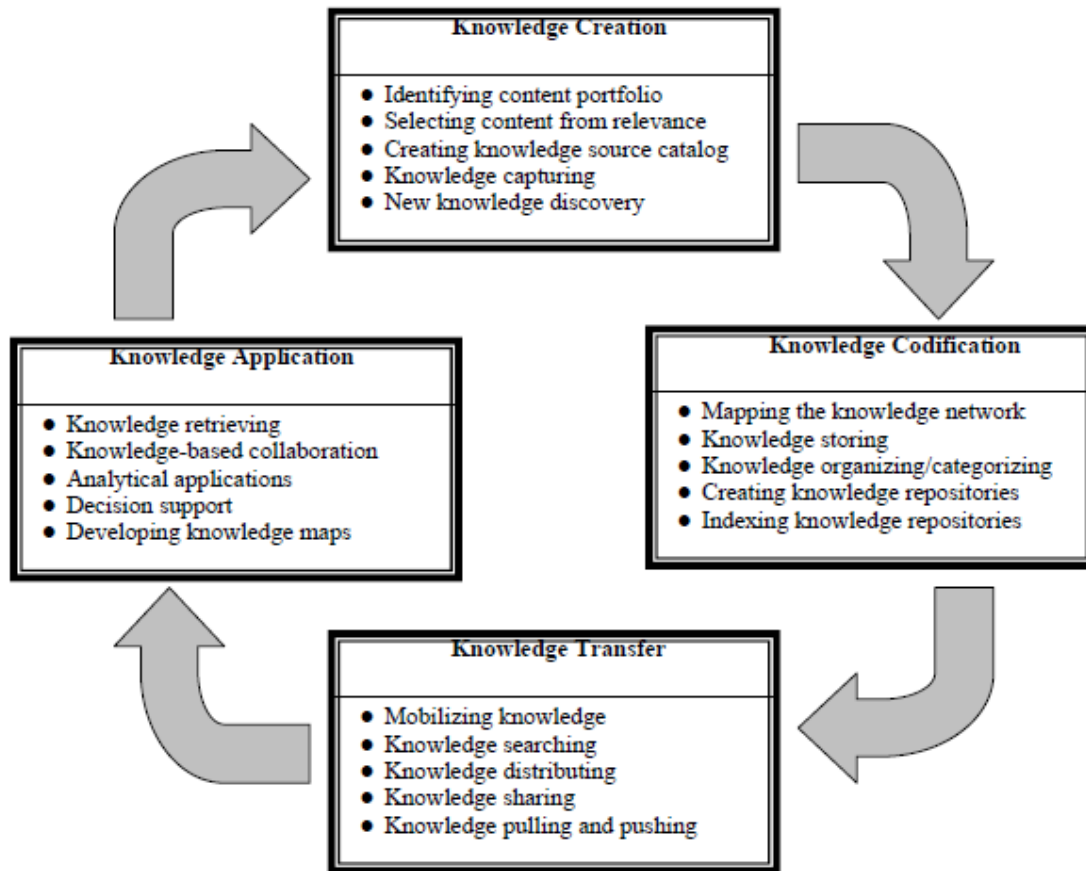 Knowledge Creation
● Identifying content portfolio
● Selecting content from relevance
● Creating knowledge source catalog
● Knowledge capturing
● New knowledge discovery
Knowledge Application
● Knowledge retrieving
● Knowledge-based collaboration
● Analytical applications
● Decision support
● Developing knowledge maps
Knowledge Codification
● Mapping the knowledge network
● Knowledge storing
● Knowledge organizing/categorizing
● Creating knowledge repositories
● Indexing knowledge repositories
Knowledge Transfer
● Mobilizing knowledge
● Knowledge searching
● Knowledge distributing
● Knowledge sharing
● Knowledge pulling and pushing